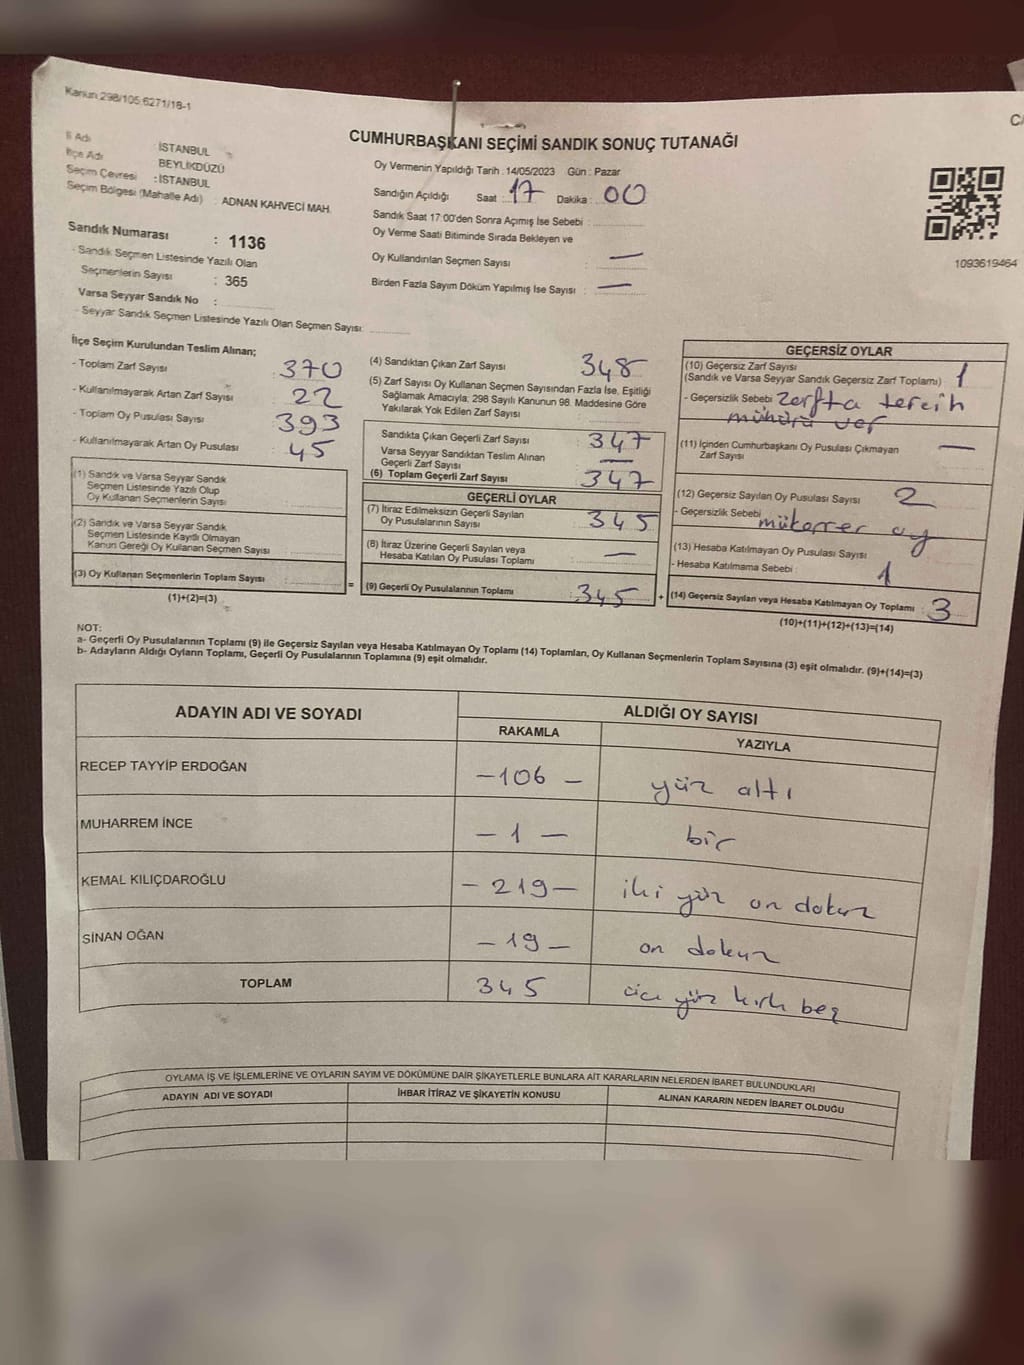 Kanun:298/105,6271/18-1
CUMHURBAŞKANI SEÇİMİ SANDIK SONUÇ TUTANAĞI
İl Adı : İSTANBUL
İlçe Adı : BEYLİKDÜZÜ
Seçim Çevresi : İSTANBUL
Seçim Bölgesi (Mahalle Adı) : ADNAN KAHVECİ MAH.
Sandık Numarası : 1136
- Sandık Seçmen Listesinde Yazılı Olan
Seçmenlerin Sayısı : 365
Varsa Seyyar Sandık No :
- Seyyar Sandık Seçmen Listesinde Yazılı Olan Seçmen Sayısı:
Oy Vermenin Yapıldığı Tarih : 14/05/2023 Gün : Pazar
Sandığın Açıldığı Saat 17 Dakika : 00
Sandık Saat 17:00'den Sonra Açımış İse Sebebi :
Oy Verme Saati Bitiminde Sırada Bekleyen ve
Oy Kullandırılan Seçmen Sayısı : —
Birden Fazla Sayım Döküm Yapılmış İse Sayısı : —
1093619464
İlçe Seçim Kurulundan Teslim Alınan;
- Toplam Zarf Sayısı : 370
- Kullanılmayarak Artan Zarf Sayısı : 22
- Toplam Oy Pusulası Sayısı : 393
- Kullanılmayarak Artan Oy Pusulası : 45
(1) Sandık ve Varsa Seyyar Sandık
Seçmen Listesinde Yazılı Olup
Oy Kullanan Seçmenlerin Sayısı :
(2) Sandık ve Varsa Seyyar Sandık
Seçmen Listesinde Kayıtlı Olmayan
Kanun Gereği Oy Kullanan Seçmen Sayısı :
(3) Oy Kullanan Seçmenlerin Toplam Sayısı :
(1)+(2)=(3)
(4) Sandıktan Çıkan Zarf Sayısı : 348
(5) Zarf Sayısı Oy Kullanan Seçmen Sayısından Fazla İse, Eşitliği
Sağlamak Amacıyla; 298 Sayılı Kanunun 98. Maddesine Göre
Yakılarak Yok Edilen Zarf Sayısı :
Sandıkta Çıkan Geçerli Zarf Sayısı : 347
Varsa Seyyar Sandıktan Teslim Alınan
Geçerli Zarf Sayısı : —
(6) Toplam Geçerli Zarf Sayısı : 347
GEÇERLİ OYLAR
(7) İtiraz Edilmeksizin Geçerli Sayılan
Oy Pusulalarının Sayısı : 345
(8) İtiraz Üzerine Geçerli Sayılan veya
Hesaba Katılan Oy Pusulası Toplamı : —
= (9) Geçerli Oy Pusulalarının Toplamı : 345
GEÇERSİZ OYLAR
(10) Geçersiz Zarf Sayısı
(Sandık ve Varsa Seyyar Sandık Geçersiz Zarf Toplamı) : 1
- Geçersizlik Sebebi : zarfta tercih
mühürü var
(11) İçinden Cumhurbaşkanı Oy Pusulası Çıkmayan
Zarf Sayısı : —
(12) Geçersiz Sayılan Oy Pusulası Sayısı : 2
- Geçersizlik Sebebi : mükerrer oy
(13) Hesaba Katılmayan Oy Pusulası Sayısı :
- Hesaba Katılmama Sebebi : 1
+ (14) Geçersiz Sayılan veya Hesaba Katılmayan Oy Toplamı : 3
(10)+(11)+(12)+(13)=(14)
NOT:
a- Geçerli Oy Pusulalarının Toplamı (9) ile Geçersiz Sayılan veya Hesaba Katılmayan Oy Toplamı (14) Toplamları, Oy Kullanan Seçmenlerin Toplam Sayısına (3) eşit olmalıdır. (9)+(14)=(3)
b- Adayların Aldığı Oyların Toplamı, Geçerli Oy Pusulalarının Toplamına (9) eşit olmalıdır.
ADAYIN ADI VE SOYADI ALDIĞI OY SAYISI
RAKAMLA YAZIYLA
RECEP TAYYİP ERDOĞAN –106 – yüz altı
MUHARREM İNCE – 1 – bir
KEMAL KILIÇDAROĞLU – 219 – iki yüz on dokuz
SİNAN OĞAN – 19 – on dokuz
TOPLAM 345 yüz kırk beş
OYLAMA İŞ VE İŞLEMLERİNE VE OYLARIN SAYIM VE DÖKÜMÜNE DAİR ŞİKAYETLERLE BUNLARA AİT KARARLARIN NELERDEN İBARET BULUNDUKLARI
ADAYIN ADI VE SOYADI İHBAR İTİRAZ VE ŞİKAYETİN KONUSU ALINAN KARARIN NEDEN İBARET OLDUĞU